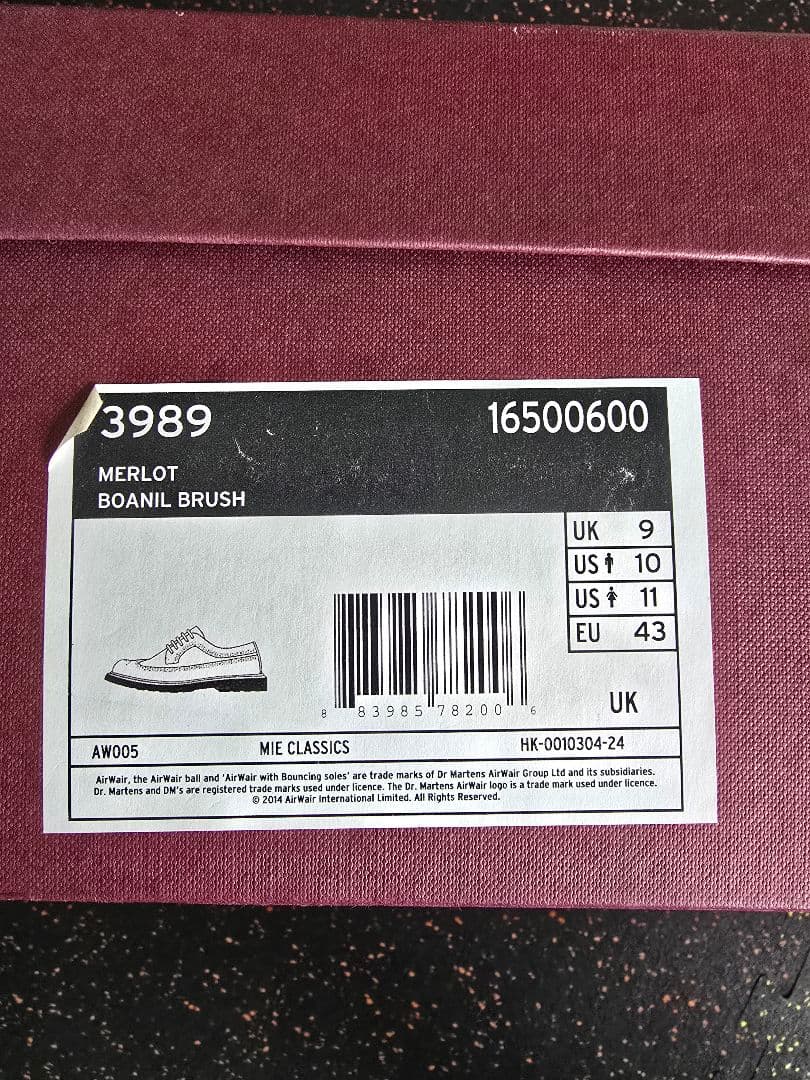 3989 16500600
MERLOT
BOANIL BRUSH
UK 9
US 10
US 11
EU 43
8 83985 78200 6
UK
AW005 MIE CLASSICS HK-0010304-24
AirWair, the AirWair ball and 'AirWair with Bouncing soles' are trade marks of Dr Martens AirWair Group Ltd and its subsidiaries.
Dr. Martens and DM's are registered trade marks used under licence. The Dr. Martens AirWair logo is a trade mark used under licence.
© 2014 AirWair International Limited. All Rights Reserved.